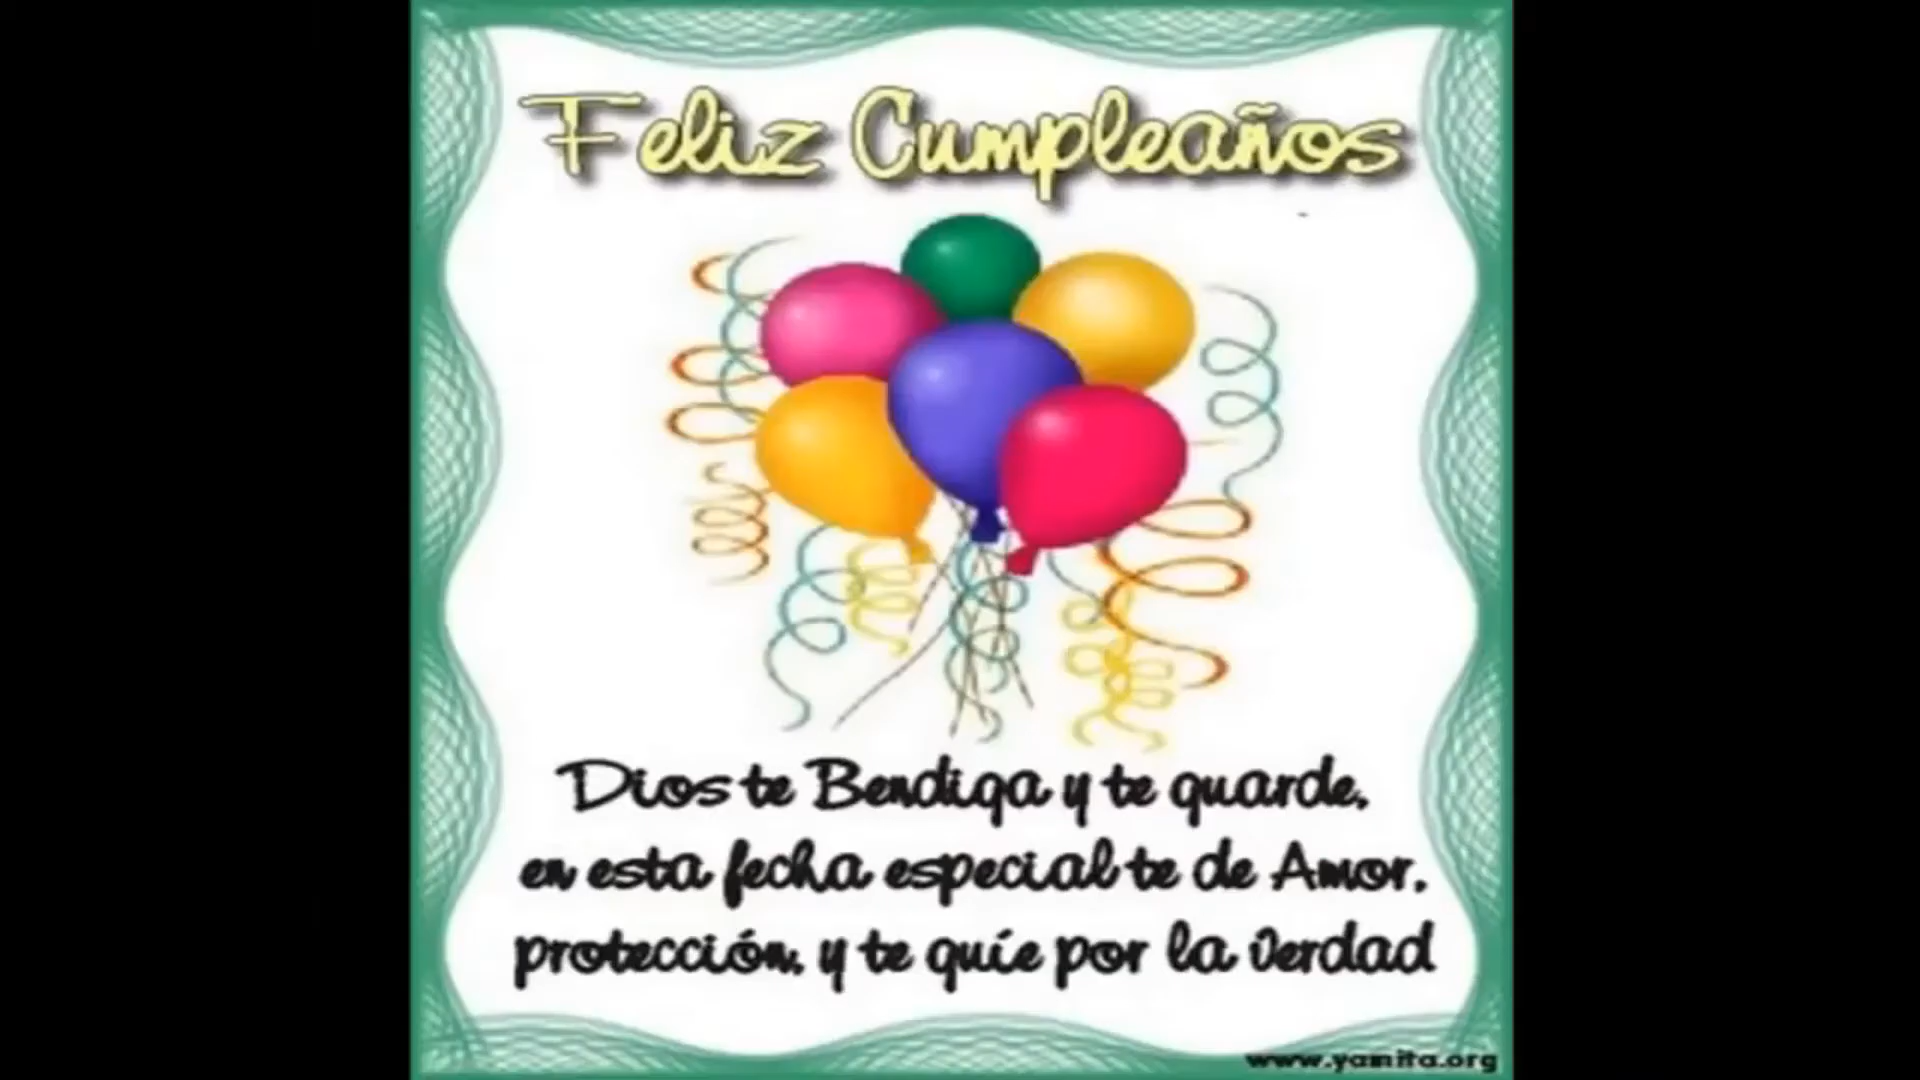 Feliz Cumpleaños
Dios te Bendiga y te guarde,
en esta fecha especial te de Amor,
protección, y te guíe por la verdad
www.yamita.org